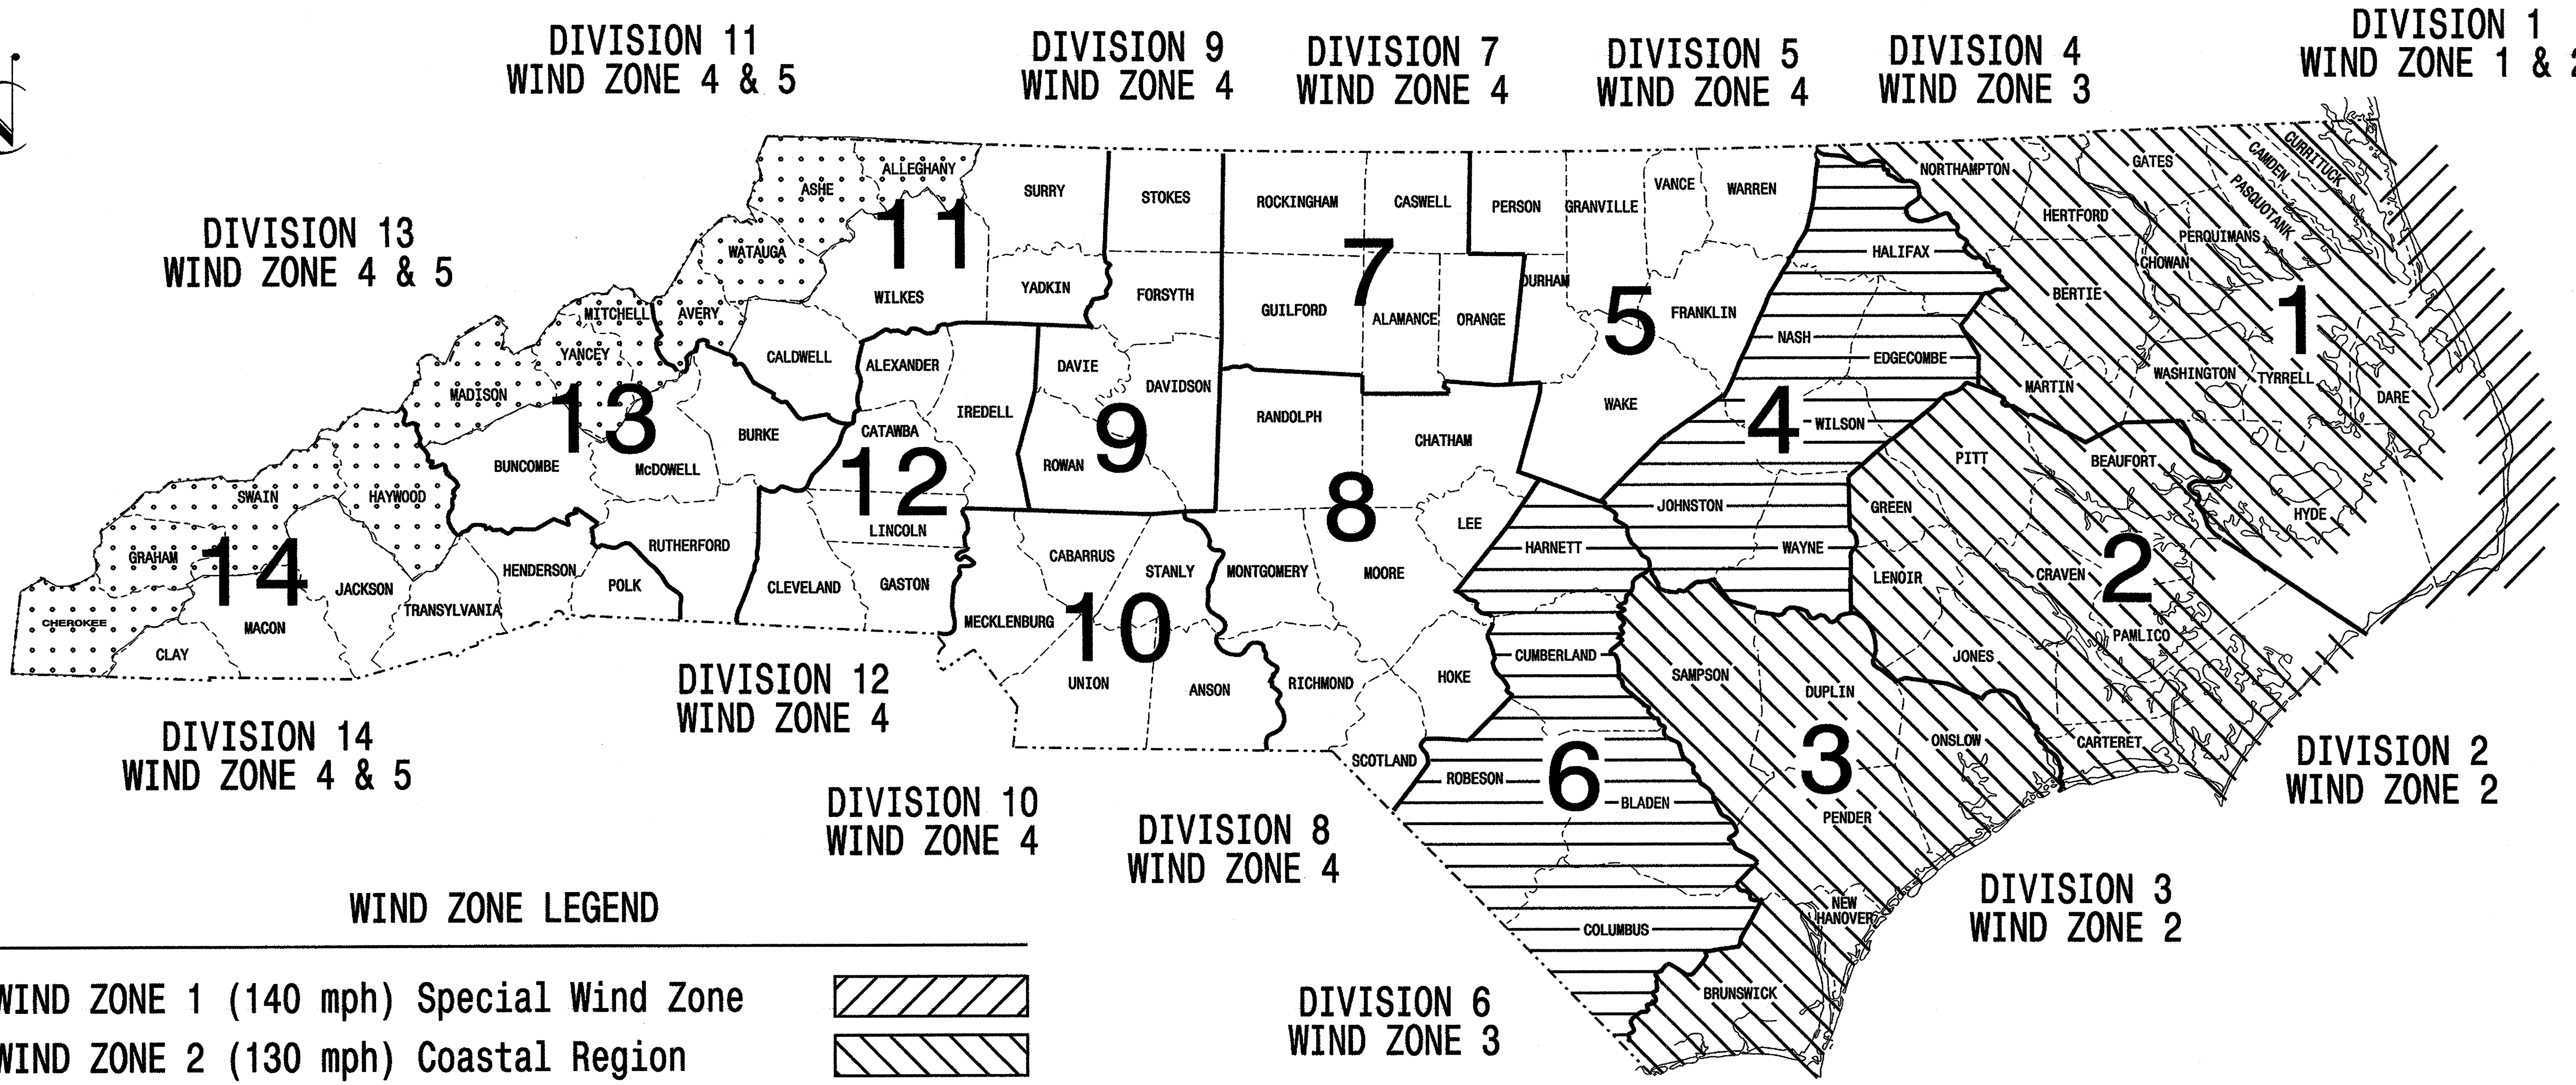 DIVISION 11
WIND ZONE 4 & 5
DIVISION 9
WIND ZONE 4
DIVISION 7
WIND ZONE 4
DIVISION 5
WIND ZONE 4
DIVISION 4
WIND ZONE 3
DIVISION 1
WIND ZONE 1 & 2
N
DIVISION 13
WIND ZONE 4 & 5
ASHE
ALLEGHANY
SURRY
STOKES
ROCKINGHAM
CASWELL
PERSON
GRANVILLE
VANCE
WARREN
NORTHAMPTON
GATES
CAMDEN
CURRITUCK
PASQUOTANK
HERTFORD
PERQUIMANS
CHOWAN
HALIFAX
BERTIE
11
WATAUGA
WILKES
YADKIN
FORSYTH
7
GUILFORD
ALAMANCE
ORANGE
DURHAM
5
FRANKLIN
NASH
EDGECOMBE
MARTIN
WASHINGTON
TYRRELL
DARE
1
MITCHELL
AVERY
YANCEY
CALDWELL
ALEXANDER
DAVIE
DAVIDSON
MADISON
13
BURKE
IREDELL
CATAWBA
9
ROWAN
RANDOLPH
CHATHAM
WAKE
4
WILSON
PITT
BEAUFORT
BUNCOMBE
McDOWELL
12
LINCOLN
8
LEE
JOHNSTON
GREEN
HYDE
SWAIN
HAYWOOD
GRAHAM
14
JACKSON
HENDERSON
RUTHERFORD
POLK
CLEVELAND
GASTON
CABARRUS
STANLY
MONTGOMERY
MOORE
HARNETT
WAYNE
LENOIR
CRAVEN
2
CHEROKEE
MACON
TRANSYLVANIA
CLAY
MECKLENBURG
10
UNION
ANSON
RICHMOND
HOKE
CUMBERLAND
SAMPSON
DUPLIN
JONES
PAMLICO
SCOTLAND
ROBESON
6
BLADEN
3
PENDER
ONSLOW
CARTERET
COLUMBUS
NEW
HANOVER
BRUNSWICK
DIVISION 14
WIND ZONE 4 & 5
DIVISION 12
WIND ZONE 4
DIVISION 10
WIND ZONE 4
DIVISION 8
WIND ZONE 4
DIVISION 6
WIND ZONE 3
DIVISION 3
WIND ZONE 2
DIVISION 2
WIND ZONE 2
WIND ZONE LEGEND
WIND ZONE 1 (140 mph) Special Wind Zone
WIND ZONE 2 (130 mph) Coastal Region